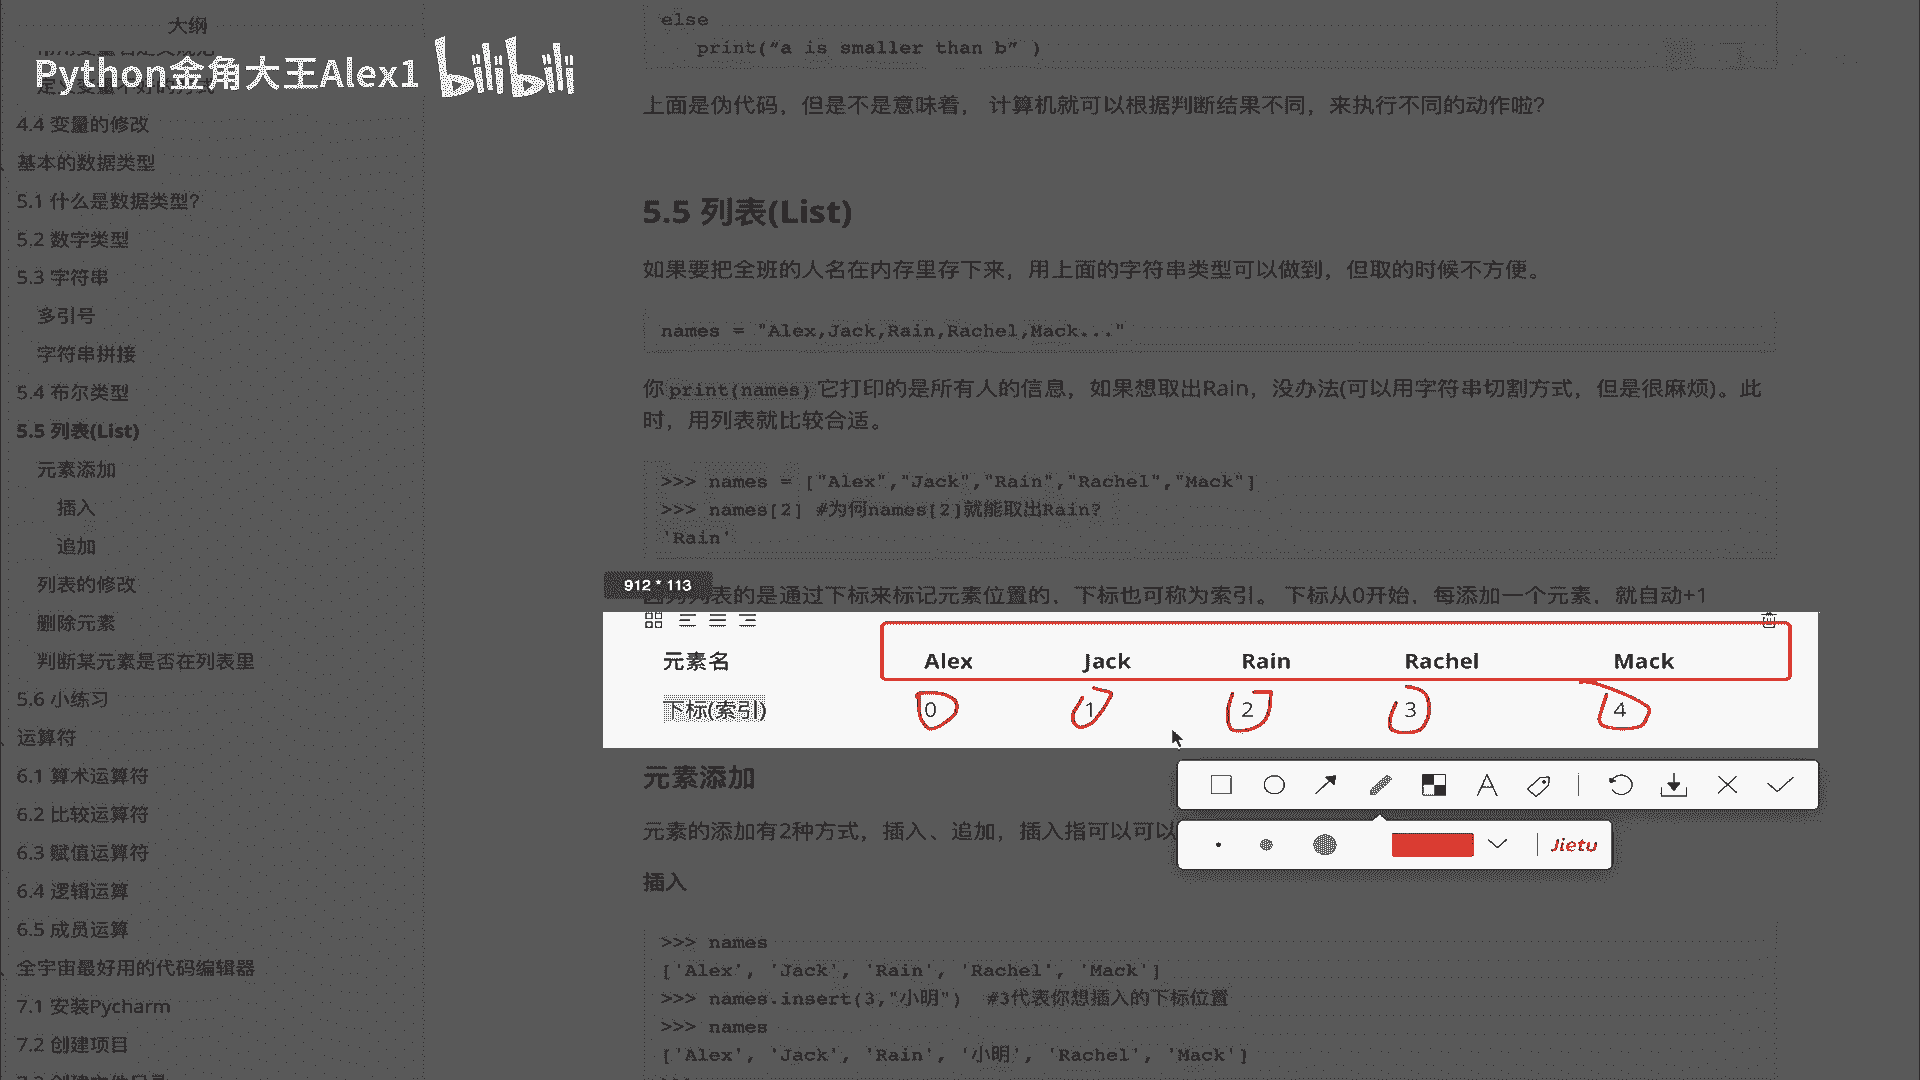 大纲
Python金角大王Alex1 bilibili
4.4 变量的修改
基本的数据类型
5.1 什么是数据类型?
5.2 数字类型
5.3 字符串
多引号
字符串拼接
5.4 布尔类型
5.5 列表(List)
元素添加
插入
追加
列表的修改
删除元素
判断某元素是否在列表里
5.6 小练习
运算符
6.1 算术运算符
6.2 比较运算符
6.3 赋值运算符
6.4 逻辑运算
6.5 成员运算
全宇宙最好用的代码编辑器
7.1 安装Pycharm
7.2 创建项目
else
print(“a is smaller than b” )
上面是伪代码，但是不是意味着， 计算机就可以根据判断结果不同，来执行不同的动作啦?
5.5 列表(List)
如果要把全班的人名在内存里存下来，用上面的字符串类型可以做到，但取的时候不方便。
names = "Alex,Jack,Rain,Rachel,Mack..."
你print(names)它打印的是所有人的信息，如果想取出Rain，没办法(可以用字符串切割方式，但是很麻烦)。此
时，用列表就比较合适。
>>> names = ["Alex","Jack","Rain","Rachel","Mack"]
>>> names[2] #为何names[2]就能取出Rain?
'Rain'
912 * 113
列表的是通过下标来标记元素位置的，下标也可称为索引。 下标从0开始，每添加一个元素，就自动+1
元素名 Alex Jack Rain Rachel Mack
下标(索引) 0 1 2 3 4
元素添加
元素的添加有2种方式，插入、追加，插入指可以可以
Jietu
插入
>>> names
['Alex', 'Jack', 'Rain', 'Rachel', 'Mack']
>>> names.insert(3,"小明") #3代表你想插入的下标位置
>>> names
['Alex', 'Jack', 'Rain', '小明', 'Rachel', 'Mack']